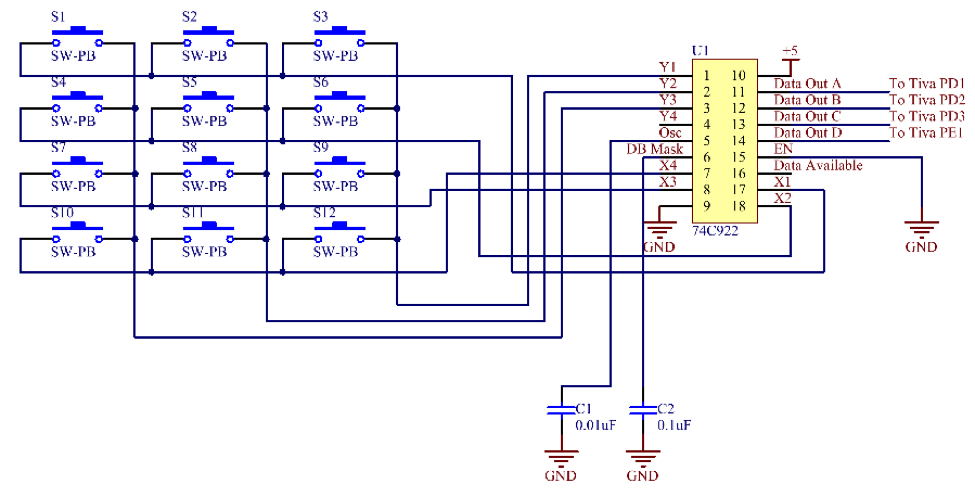 S1 S2 S3
SW-PB SW-PB SW-PB
S4 S5 S6
SW-PB SW-PB SW-PB
S7 S8 S9
SW-PB SW-PB SW-PB
S10 S11 S12
SW-PB SW-PB SW-PB
U1
+5
Y1 1 10
Y2 2 11 Data Out A To Tiva PD1
Y3 3 12 Data Out B To Tiva PD2
Y4 4 13 Data Out C To Tiva PD3
Osc 5 14 Data Out D To Tiva PE1
DB Mask 6 15 EN
X4 7 16 Data Available
X3 8 17 X1
9 18 X2
74C922
GND
GND
C1
0.01uF
GND
C2
0.1uF
GND